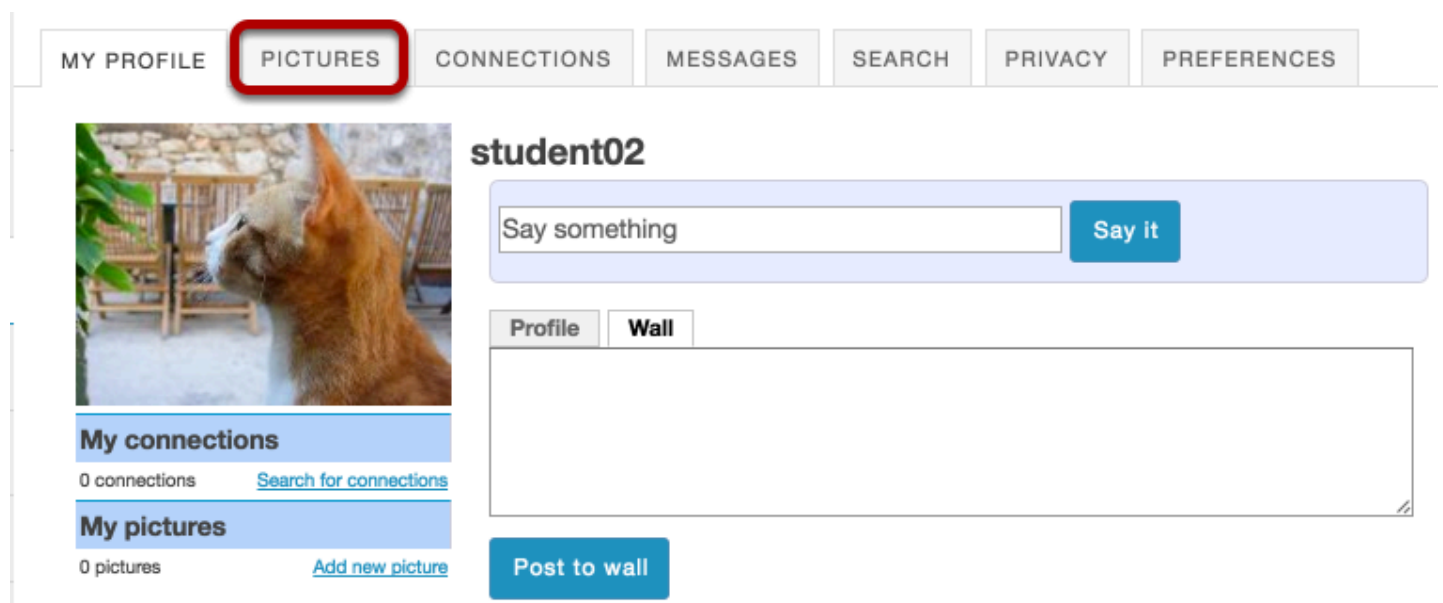 MY PROFILE PICTURES CONNECTIONS MESSAGES SEARCH PRIVACY PREFERENCES
student02
Say something Say it
Profile Wall
My connections
0 connections Search for connections
My pictures
0 pictures Add new picture
Post to wall